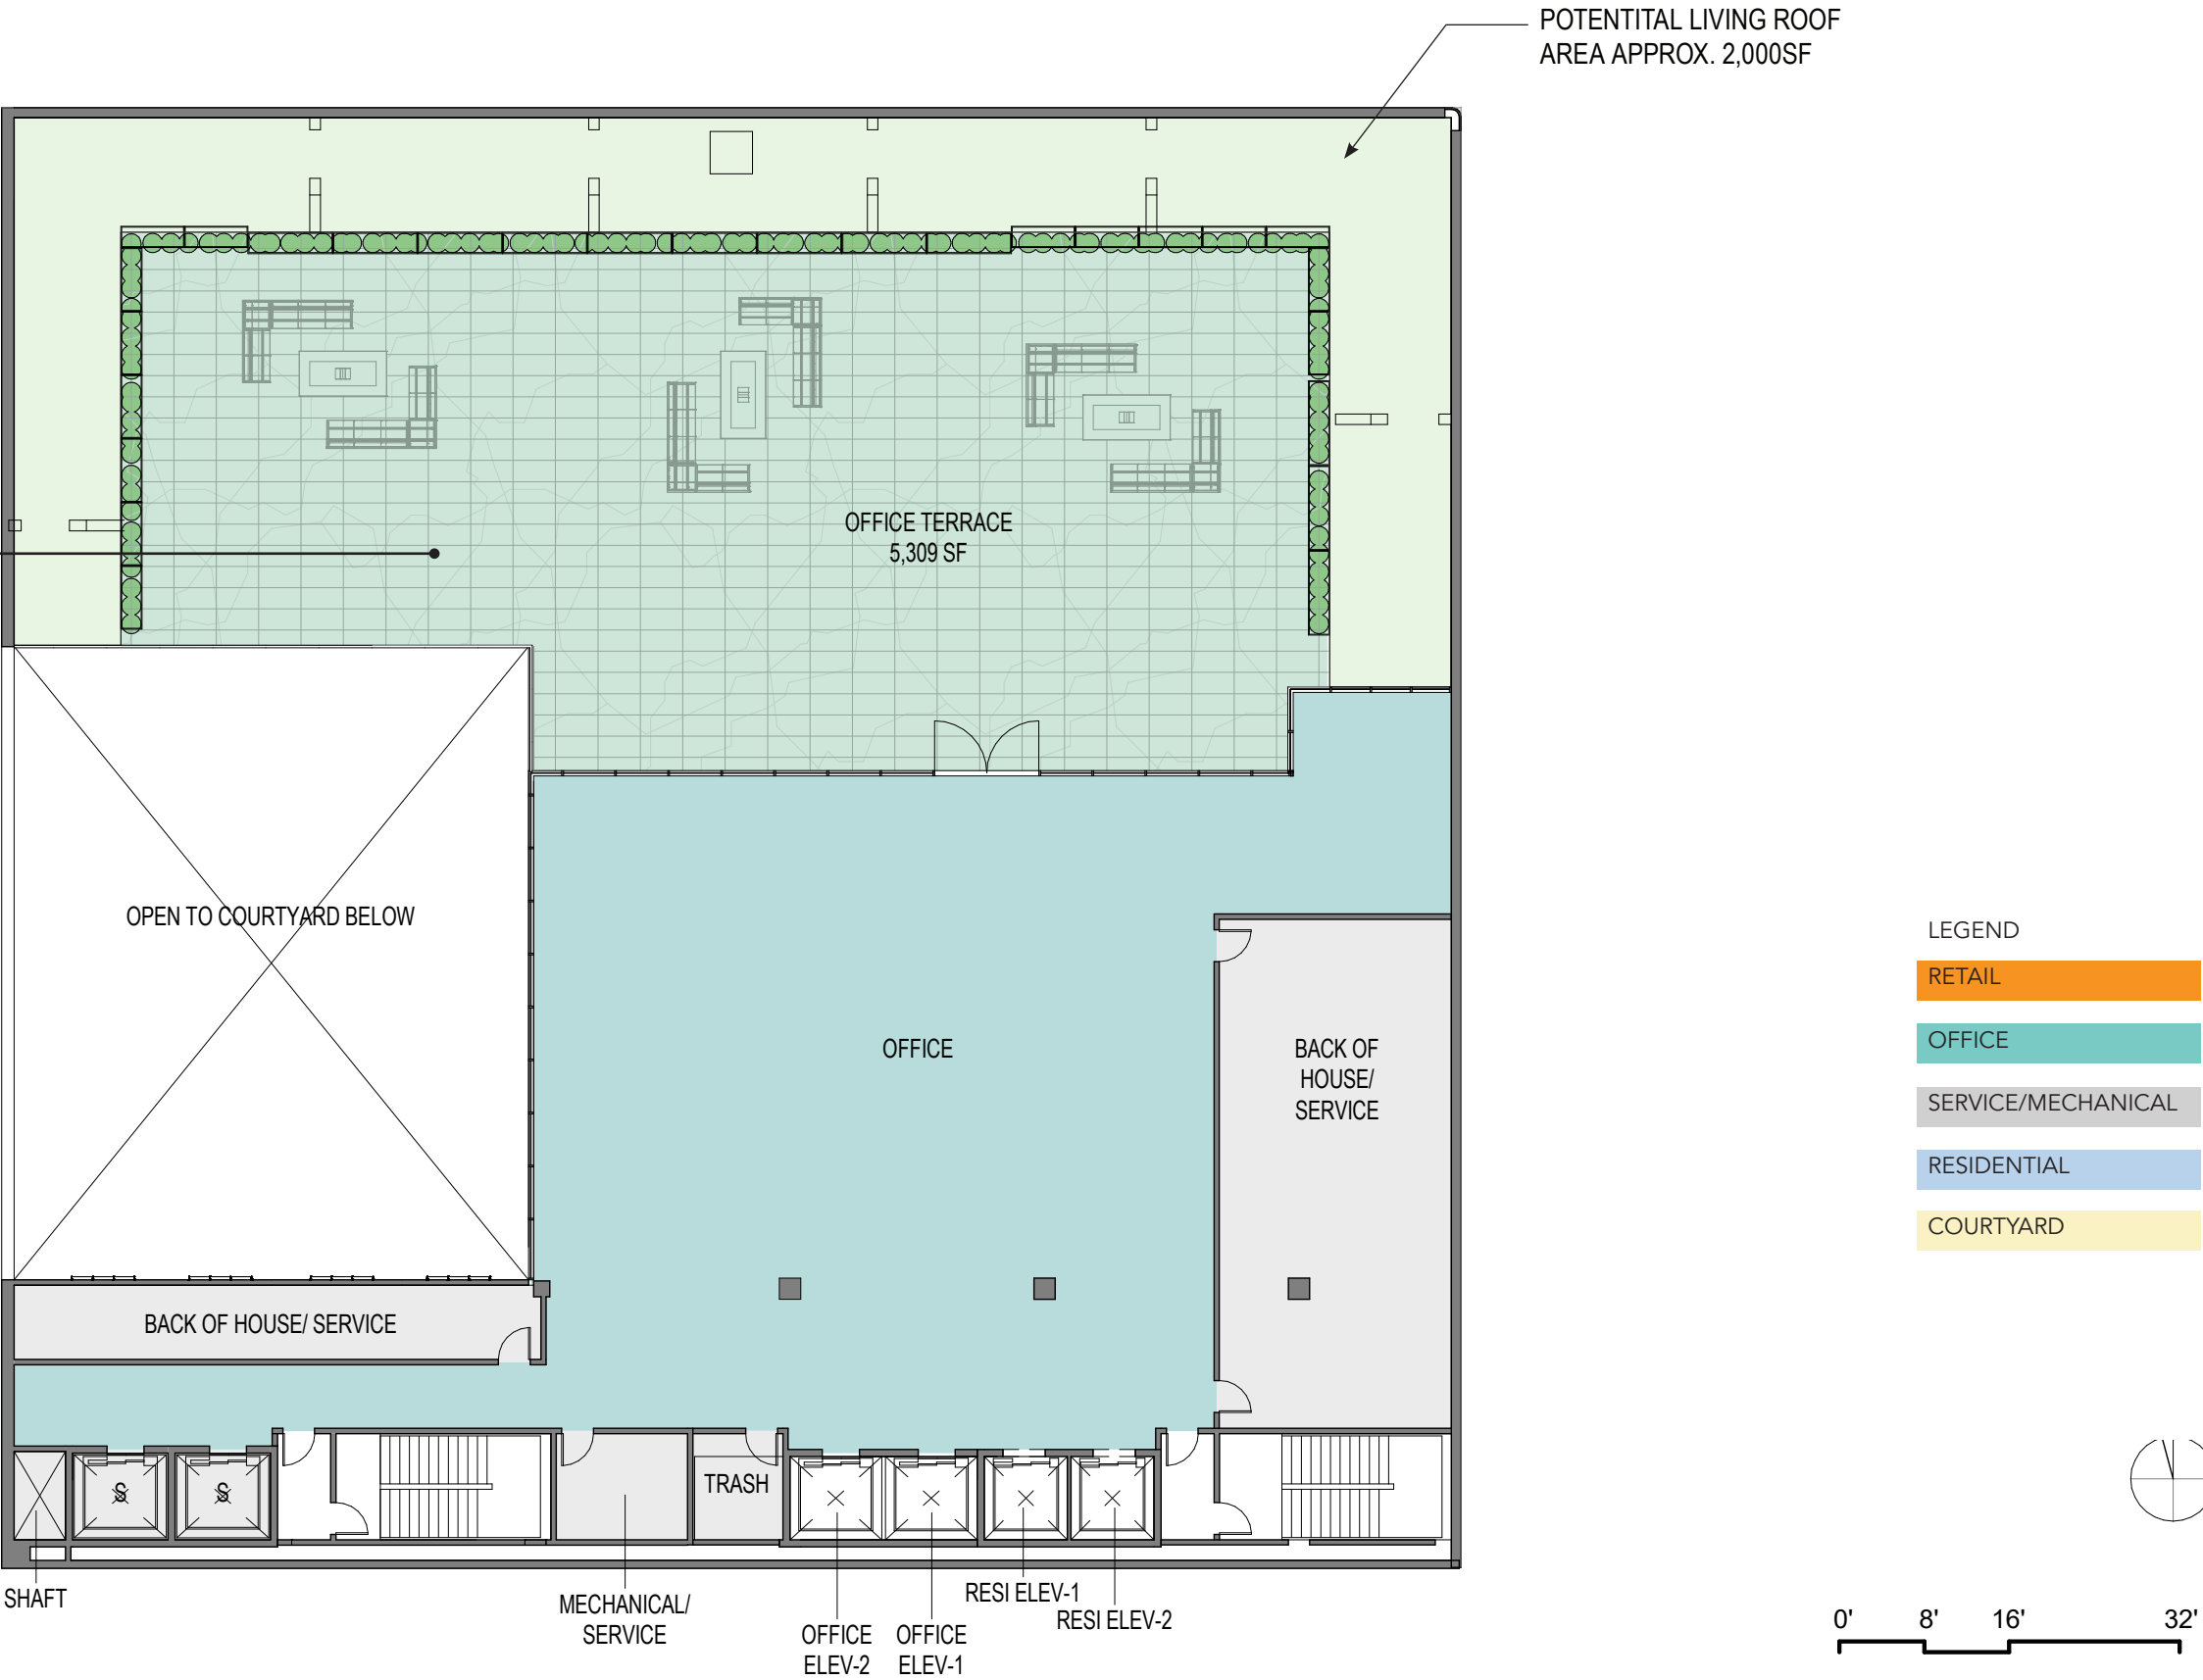 POTENTITAL LIVING ROOF
AREA APPROX. 2,000SF
OFFICE TERRACE
5,309 SF
OPEN TO COURTYARD BELOW
OFFICE
BACK OF
HOUSE/
SERVICE
BACK OF HOUSE/ SERVICE
S
S
TRASH
SHAFT
MECHANICAL/
SERVICE
OFFICE
ELEV-2
OFFICE
ELEV-1
RESI ELEV-1
RESI ELEV-2
LEGEND
RETAIL
OFFICE
SERVICE/MECHANICAL
RESIDENTIAL
COURTYARD
0' 8' 16' 32'